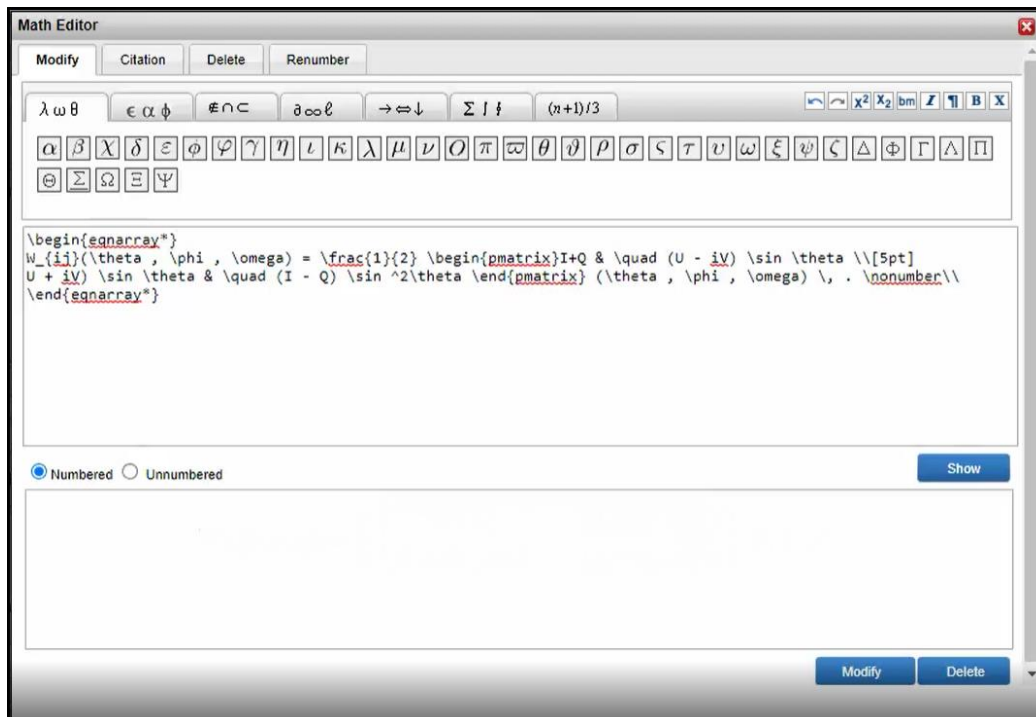 Math Editor
Modify Citation Delete Renumber
λ ω θ ϵ α ϕ ∉ ∩ ⊂ ∂ ∞ ℓ → ⇔ ↓ Σ ∫ ∮ (n+1)/3 X² X₂ bm I ¶ B X
α β χ δ ε ϕ φ γ η ι κ λ μ ν O π ϖ θ ϑ ρ σ ς τ υ ω ξ ψ ζ Δ Φ Γ Λ Π
Θ Σ Ω Ξ Ψ
\begin{eqnarray*}
W_{ij}(\theta , \phi , \omega) = \frac{1}{2} \begin{pmatrix}I+Q & \quad (U - iV) \sin \theta \\[5pt]
U + iV) \sin \theta & \quad (I - Q) \sin ^2\theta \end{pmatrix} (\theta , \phi , \omega) \, . \nonumber\\
\end{eqnarray*}
Numbered Unnumbered Show
Modify Delete